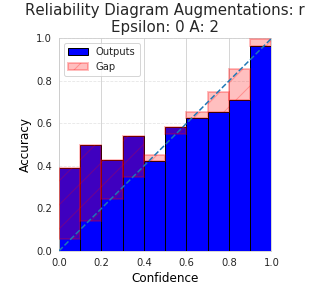 Reliability Diagram Augmentations: r
Epsilon: 0 A: 2
Outputs
Gap
Accuracy
1.0
0.8
0.6
0.4
0.2
0.0
0.0 0.2 0.4 0.6 0.8 1.0
Confidence